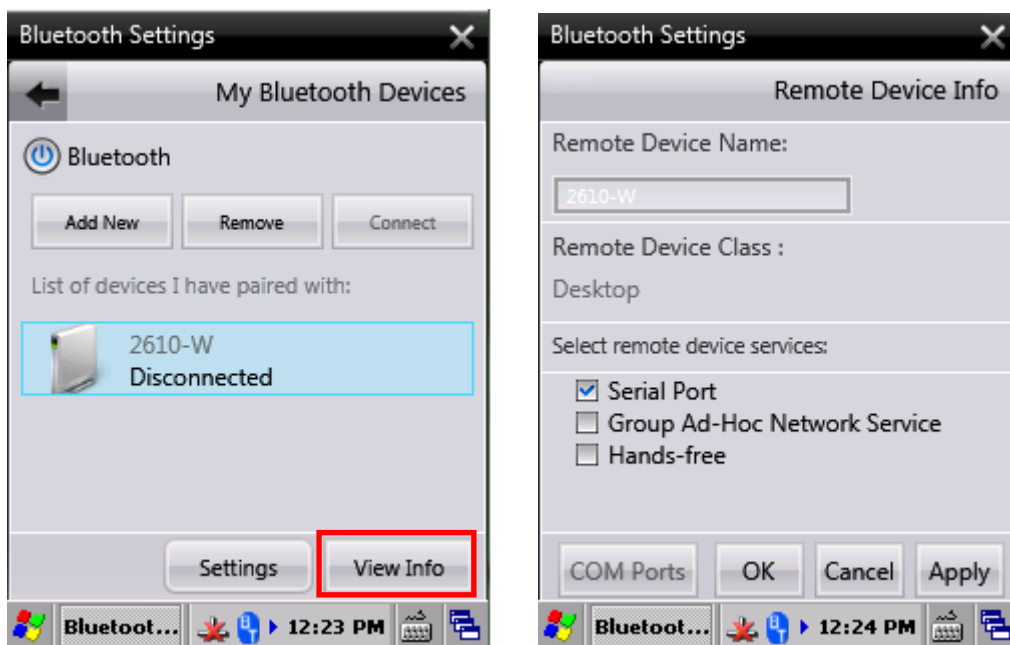 Bluetooth Settings
My Bluetooth Devices
Bluetooth
Add New Remove Connect
List of devices I have paired with:
2610-W
Disconnected
Settings View Info
Bluetoot... 12:23 PM
Bluetooth Settings
Remote Device Info
Remote Device Name:
2610-W
Remote Device Class :
Desktop
Select remote device services:
Serial Port
Group Ad-Hoc Network Service
Hands-free
COM Ports OK Cancel Apply
Bluetoot... 12:24 PM